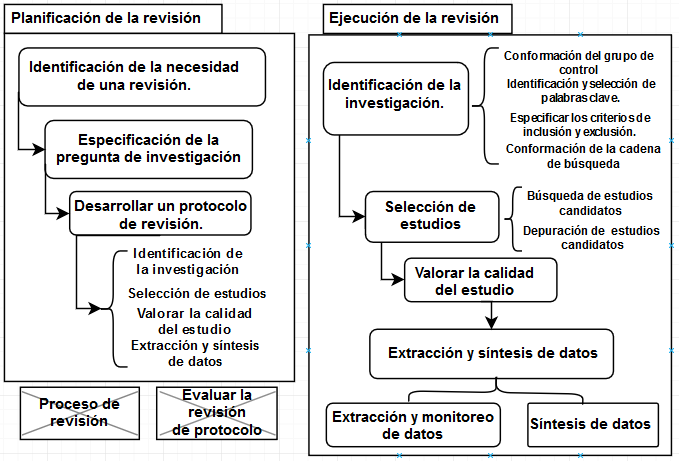 Planificación de la revisión
Identificación de la necesidad
de una revisión.
Especificación de la
pregunta de investigación
Desarrollar un protocolo
de revisión.
Identificación de
la investigación
Selección de estudios
Valorar la calidad
del estudio
Extracción y síntesis
de datos
Proceso de
revisión
Evaluar la
revisión
de protocolo
Ejecución de la revisión
Identificación de la
investigación.
Conformación del grupo de
control
Identificación y selección de
palabras clave.
Especificar los criterios de
inclusión y exclusión.
Conformación de la cadena
de búsqueda
Selección de
estudios
Búsqueda de estudios
candidatos
Depuración de estudios
candidatos
Valorar la calidad
del estudio
Extracción y síntesis de datos
Extracción y monitoreo
de datos
Síntesis de datos